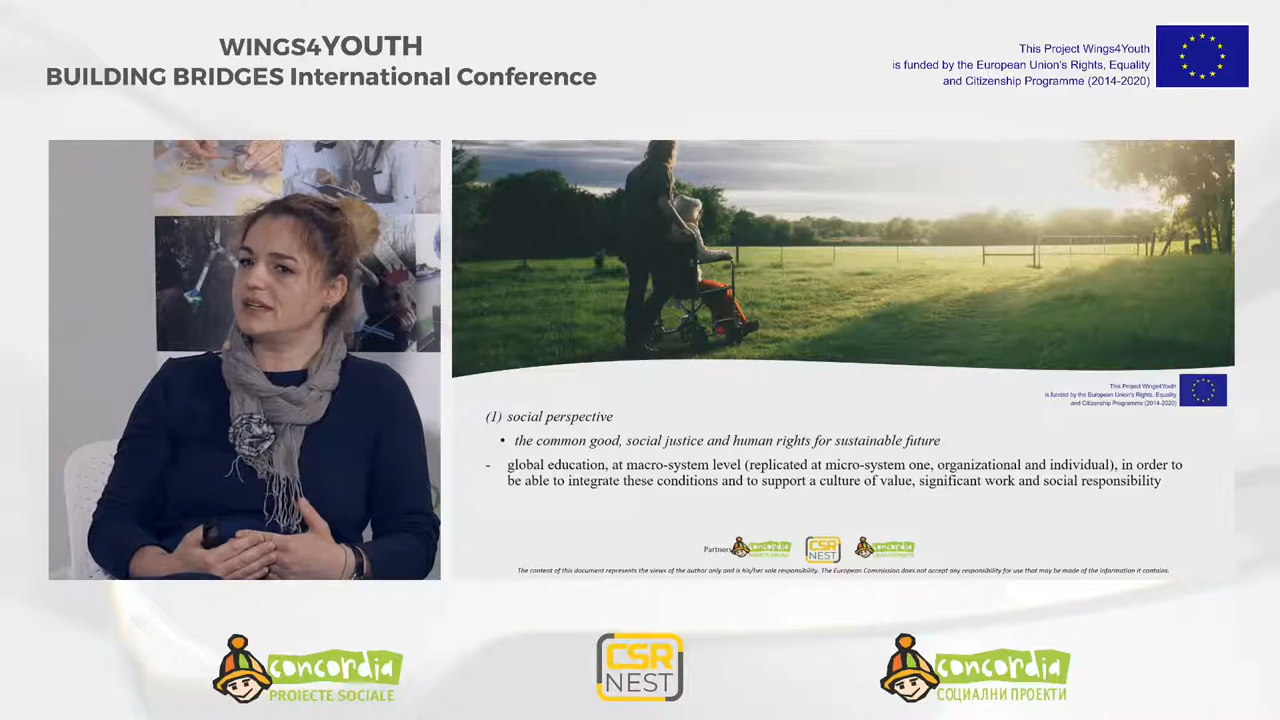 WINGS4YOUTH
BUILDING BRIDGES International Conference
This Project Wings4Youth
is funded by the European Union's Rights, Equality
and Citizenship Programme (2014-2020)
This Project Wings4Youth
is funded by the European Union's Rights, Equality
and Citizenship Programme (2014-2020)
(1) social perspective
• the common good, social justice and human rights for sustainable future
- global education, at macro-system level (replicated at micro-system one, organizational and individual), in order to
be able to integrate these conditions and to support a culture of value, significant work and social responsibility
Partner
concordia
CSR
NEST
concordia
The content of this document represents the views of the author only and is his/her sole responsibility. The European Commission does not accept any responsibility for use that may be made of the information it contains.
concordia
PROIECTE SOCIALE
CSR
NEST
concordia
СОЦИАЛНИ ПРОЕКТИ